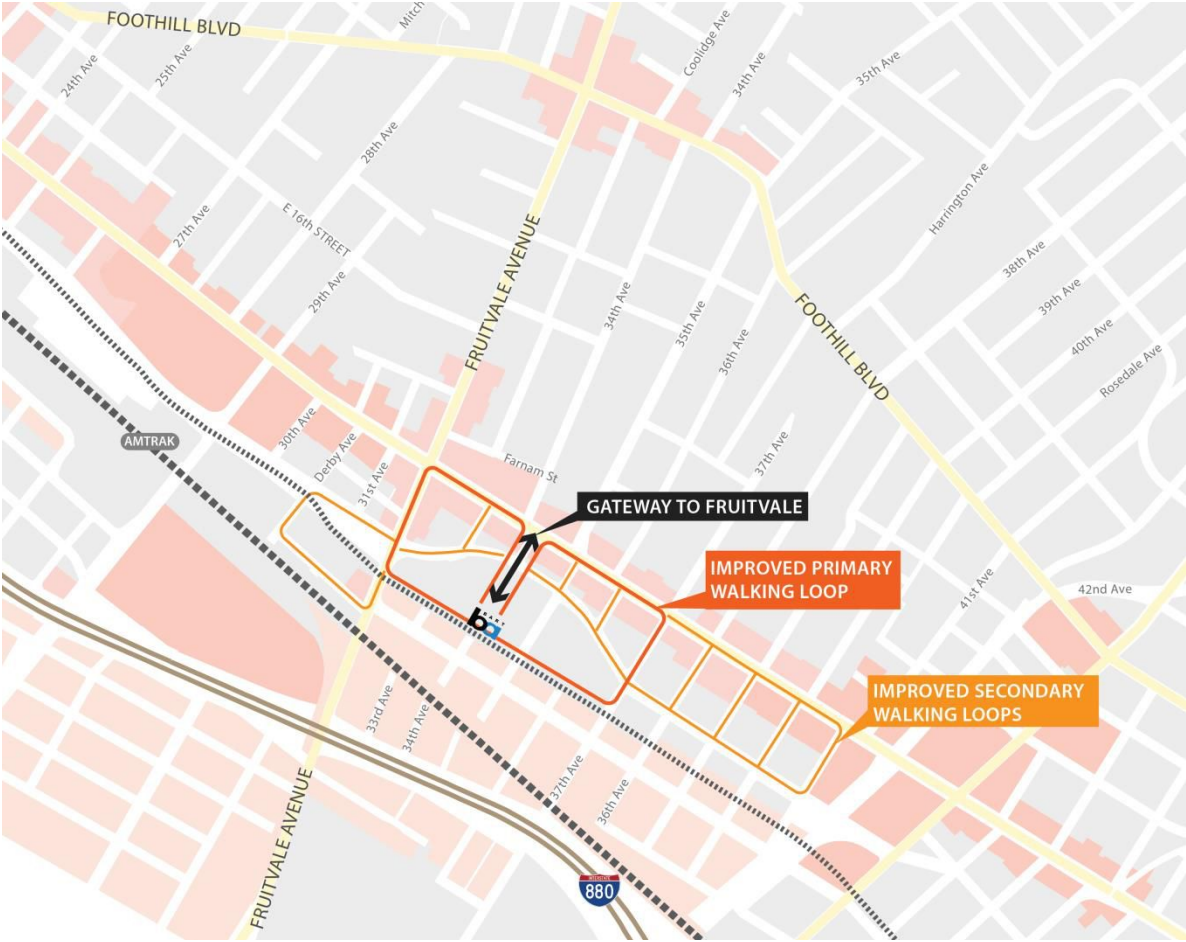 FOOTHILL BLVD
Mitch
24th Ave
25th Ave
Coolidge Ave
34th Ave
35th Ave
28th Ave
Harrington Ave
27th Ave
E 16th STREET
FRUITVALE AVENUE
38th Ave
29th Ave
34th Ave
35th Ave
36th Ave
39th Ave
40th Ave
Rosedale Ave
FOOTHILL BLVD
AMTRAK
30th Ave
Derby Ave
31st Ave
Farnam St
37th Ave
GATEWAY TO FRUITVALE
IMPROVED PRIMARY
WALKING LOOP
41st Ave
42nd Ave
BART
ba
IMPROVED SECONDARY
WALKING LOOPS
33rd Ave
34th Ave
37th Ave
36th Ave
FRUITVALE AVENUE
INTERSTATE
880